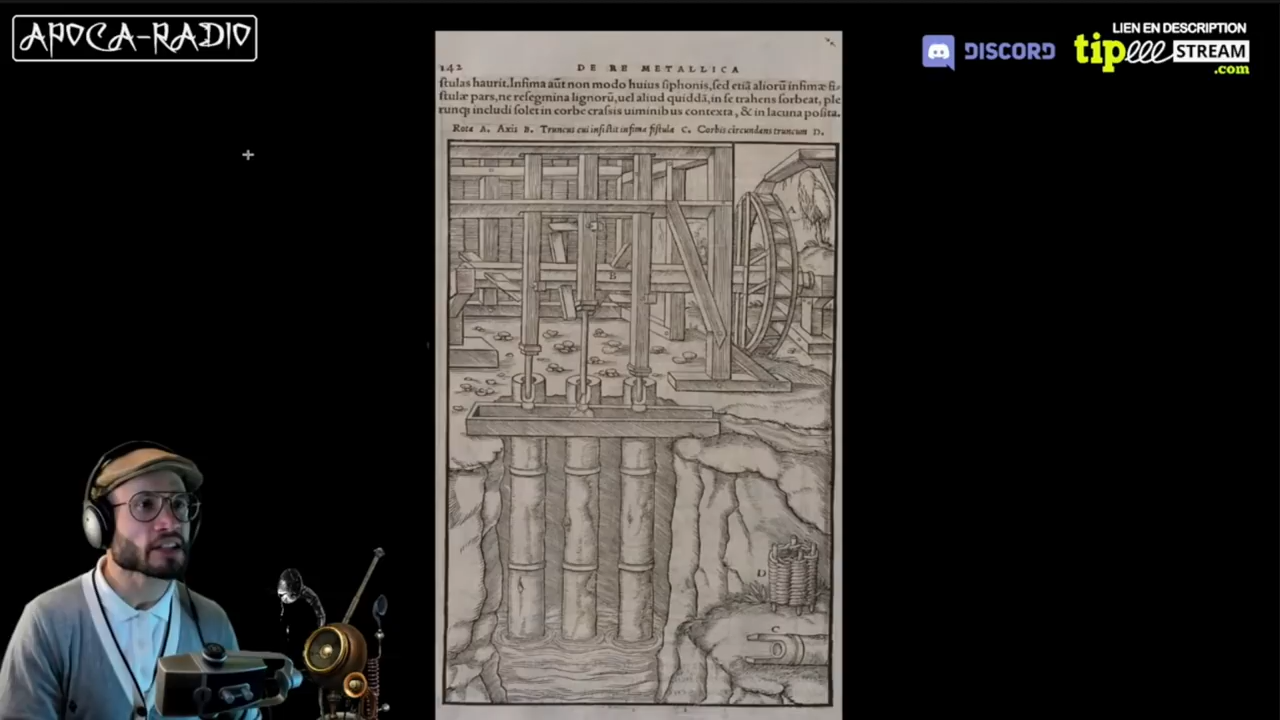 APOCA-RADIO
LIEN EN DESCRIPTION
DISCORD
tipeee STREAM
.com
142 DE RE METALLICA
ſtulas haurit. Infima aūt non modo huius ſiphonis, ſed etiā aliorū infimæ fi-
ſtulæ pars, ne reſegmina lignorū, uel aliud quiddā, in ſe trahens ſorbeat, ple
runq; includi ſolet in corbe craſsis uiminibus contexta, & in lacuna poſita.
Rota A. Axis B. Truncus cui inſiſtit infima fiſtula C. Corbis circundans truncum D.
A
B
D
C